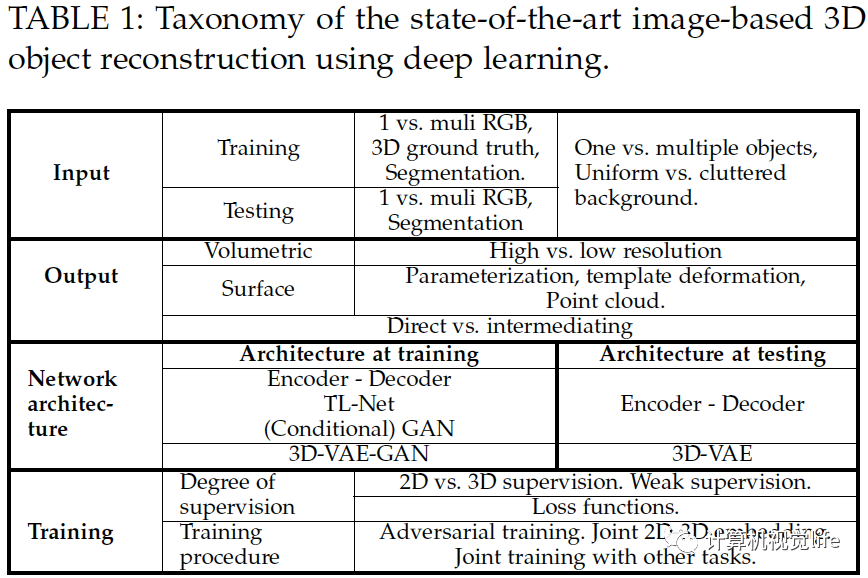 TABLE 1: Taxonomy of the state-of-the-art image-based 3D
object reconstruction using deep learning.
Input
Training
1 vs. muli RGB,
3D ground truth,
Segmentation.
One vs. multiple objects,
Uniform vs. cluttered
background.
Testing
1 vs. muli RGB,
Segmentation
Output
Volumetric
High vs. low resolution
Surface
Parameterization, template deformation,
Point cloud.
Direct vs. intermediating
Network
architec-
ture
Architecture at training
Architecture at testing
Encoder - Decoder
TL-Net
(Conditional) GAN
Encoder - Decoder
3D-VAE-GAN
3D-VAE
Training
Degree of
supervision
2D vs. 3D supervision. Weak supervision.
Loss functions.
Training
procedure
Adversarial training. Joint 2D-3D embedding.
Joint training with other tasks.
计算机视觉life